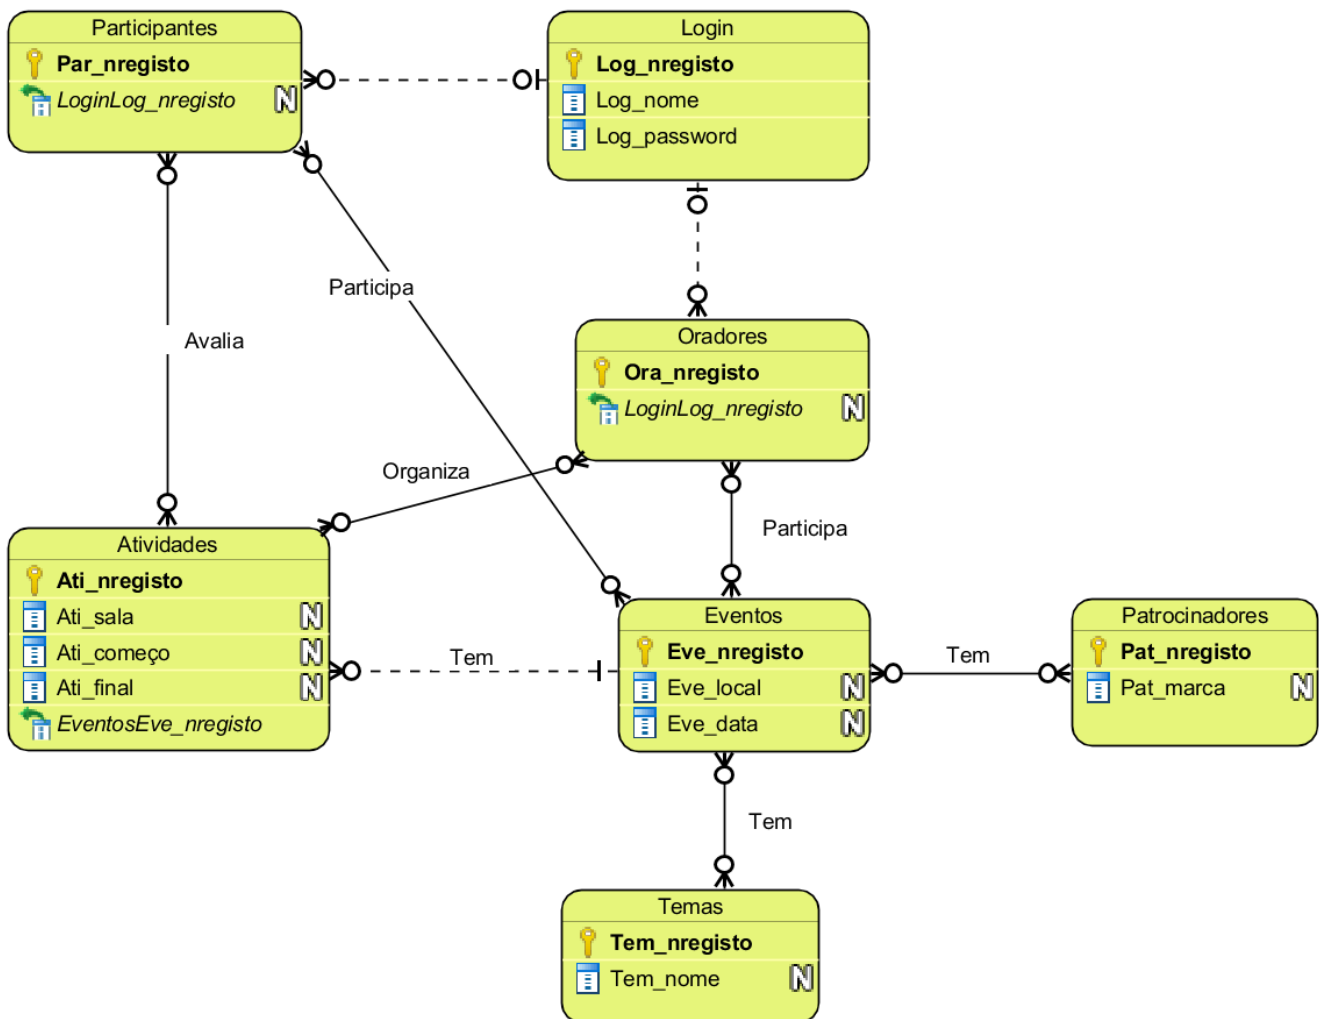 Participantes
Par_nregisto
LoginLog_nregisto N
Login
Log_nregisto
Log_nome
Log_password
Participa
Avalia
Oradores
Ora_nregisto
LoginLog_nregisto N
Organiza
Participa
Atividades
Ati_nregisto
Ati_sala N
Ati_começo N
Ati_final N
EventosEve_nregisto
Tem
Eventos
Eve_nregisto
Eve_local N
Eve_data N
Tem
Patrocinadores
Pat_nregisto
Pat_marca N
Tem
Temas
Tem_nregisto
Tem_nome N